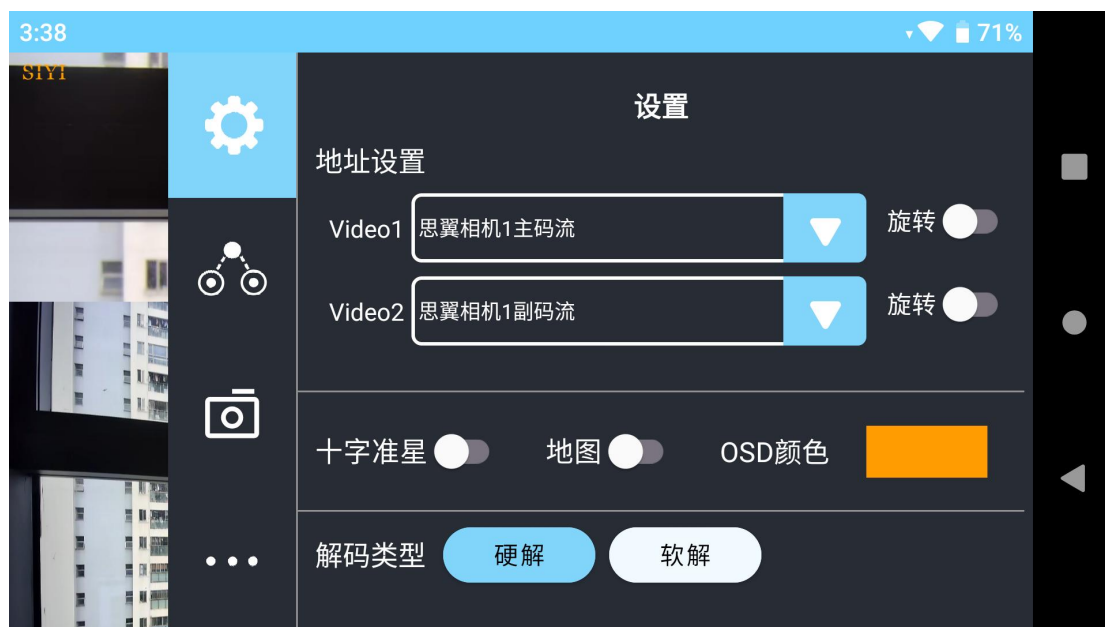 3:38
71%
SIYI
设置
地址设置
Video1 思翼相机1主码流 旋转
Video2 思翼相机1副码流 旋转
十字准星 地图 OSD颜色
解码类型 硬解 软解